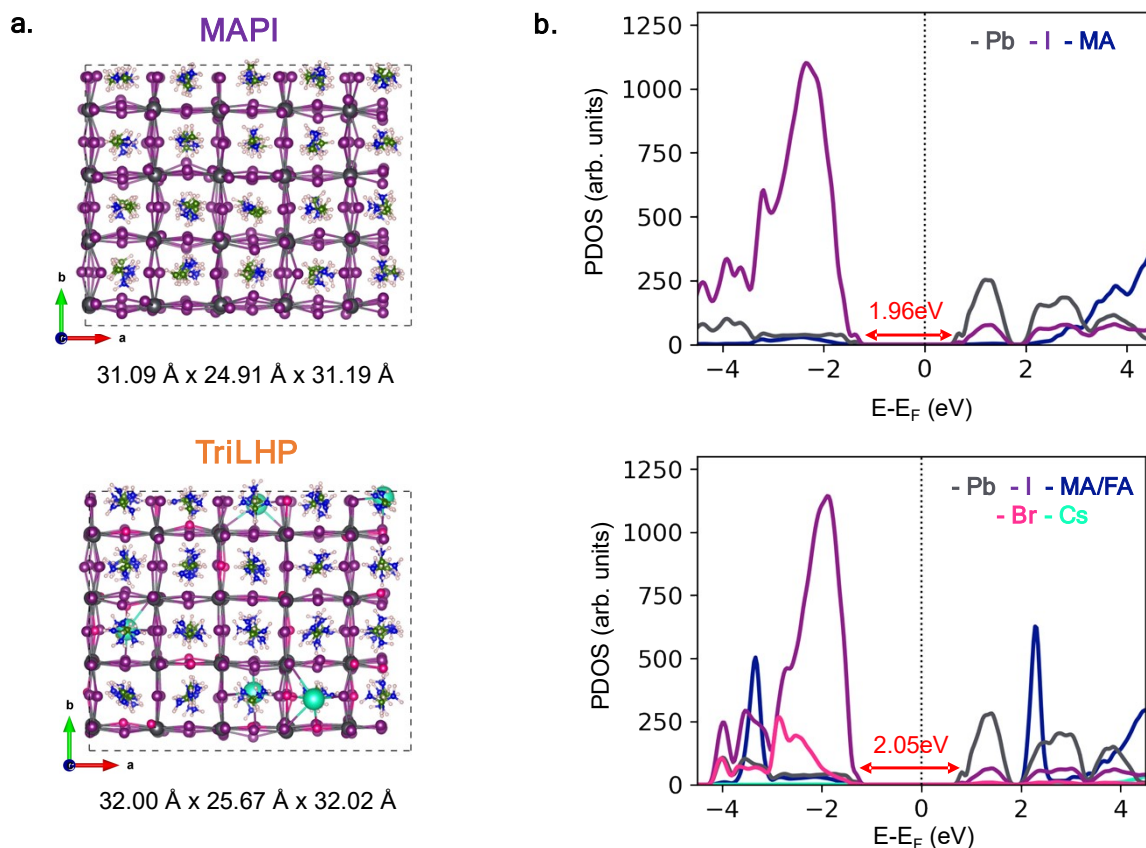 a.
MAPI
b
a
31.09 Å x 24.91 Å x 31.19 Å
TriLHP
b
a
32.00 Å x 25.67 Å x 32.02 Å
b.
1250
1000
750
500
250
0
PDOS (arb. units)
- Pb - I - MA
1.96eV
−4 −2 0 2 4
E-E_F (eV)
1250
1000
750
500
250
0
PDOS (arb. units)
- Pb - I - MA/FA
- Br - Cs
2.05eV
−4 −2 0 2 4
E-E_F (eV)